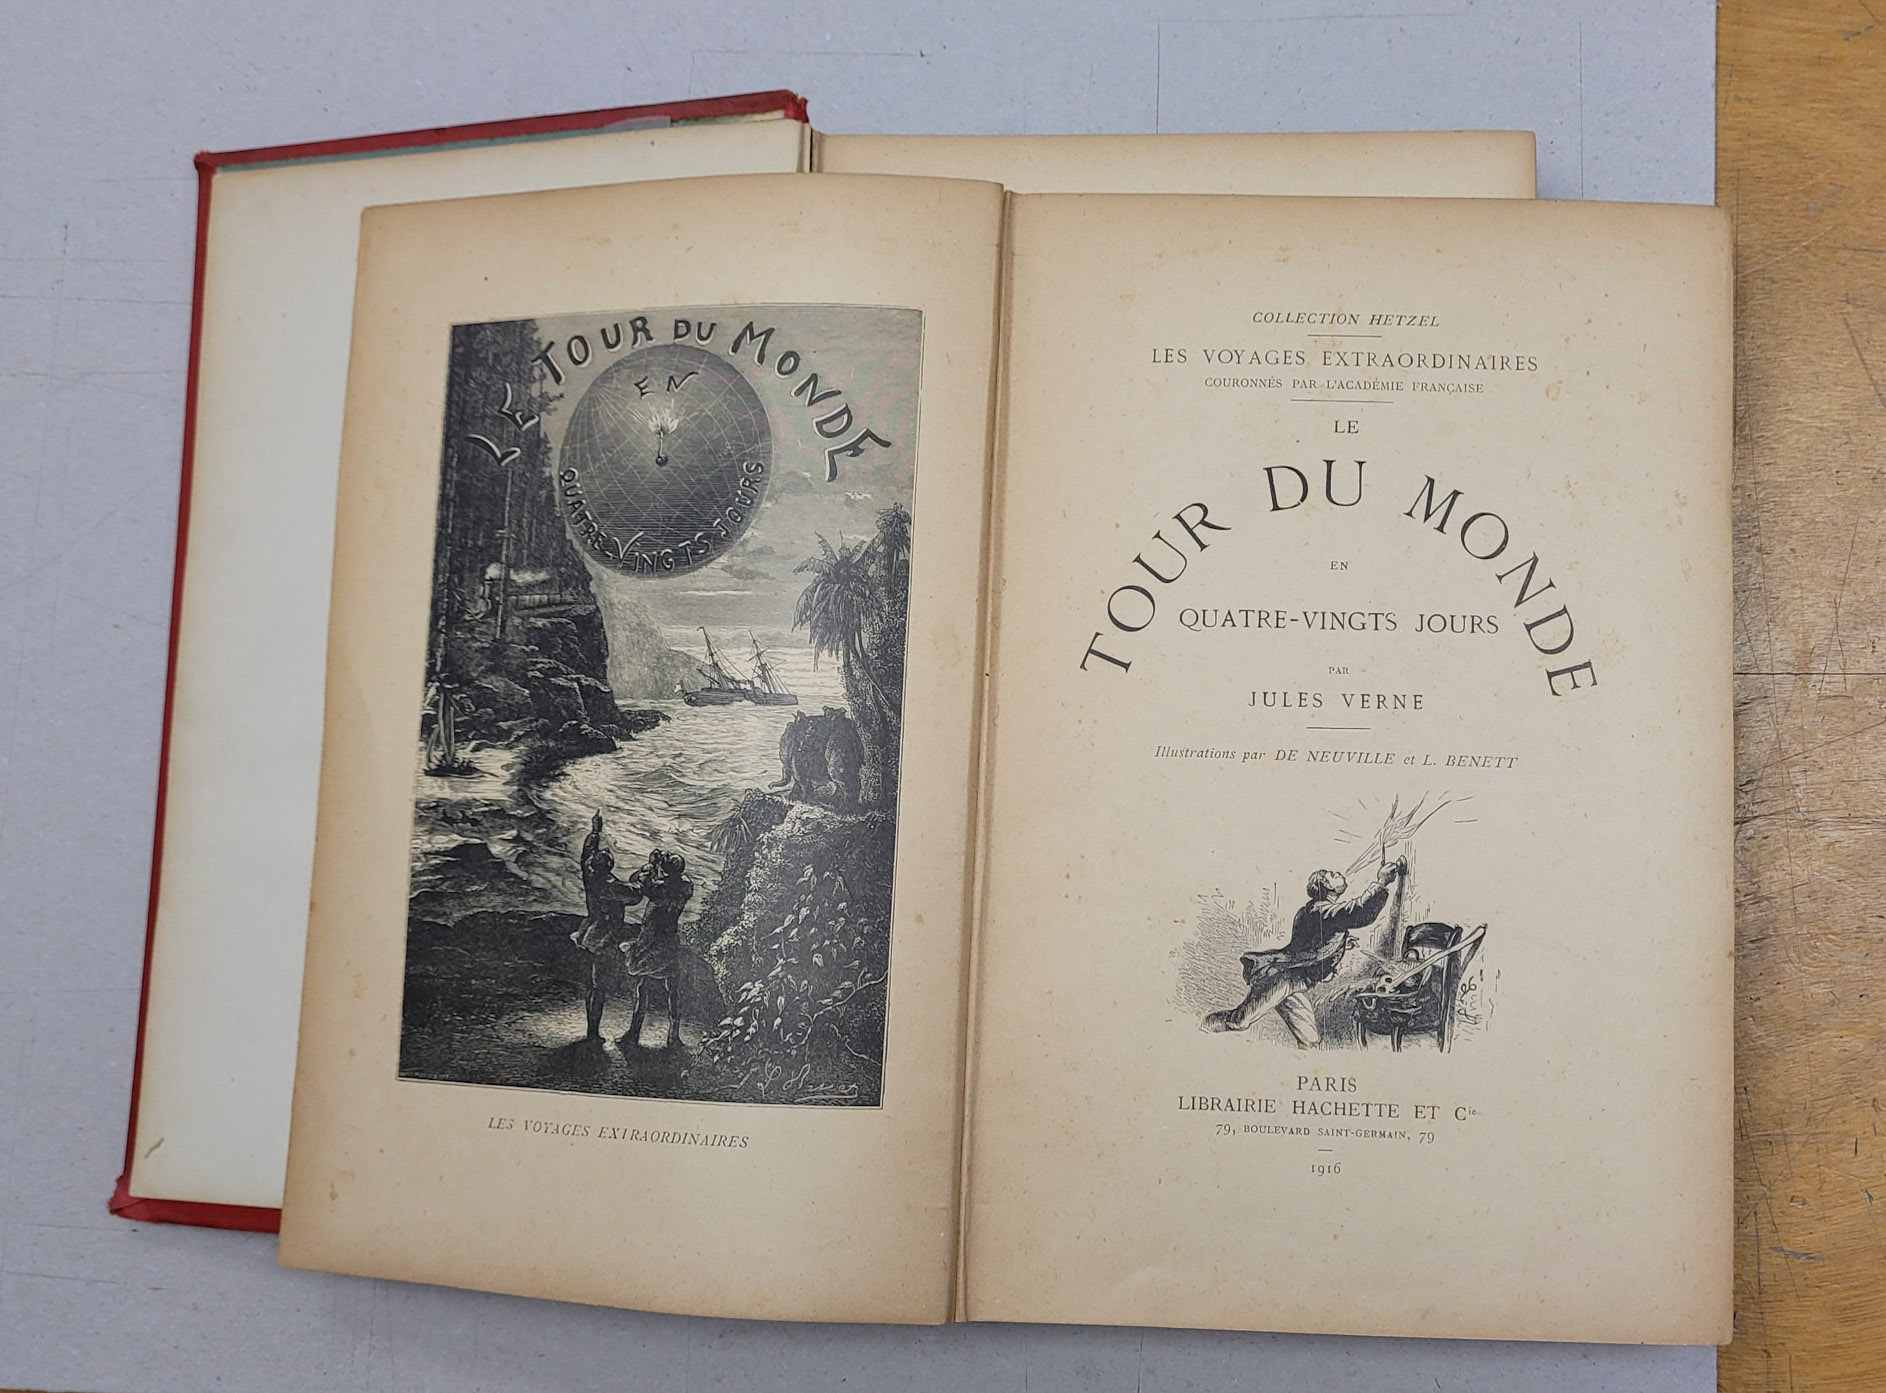 LE TOUR DU MONDE
EN
QUATRE-VINGTS JOURS
LES VOYAGES EXTRAORDINAIRES
COLLECTION HETZEL
LES VOYAGES EXTRAORDINAIRES
COURONNÉS PAR L'ACADÉMIE FRANÇAISE
LE
TOUR DU MONDE
EN
QUATRE-VINGTS JOURS
PAR
JULES VERNE
Illustrations par DE NEUVILLE et L. BENETT
PARIS
LIBRAIRIE HACHETTE ET Cie
79, BOULEVARD SAINT-GERMAIN, 79
1916